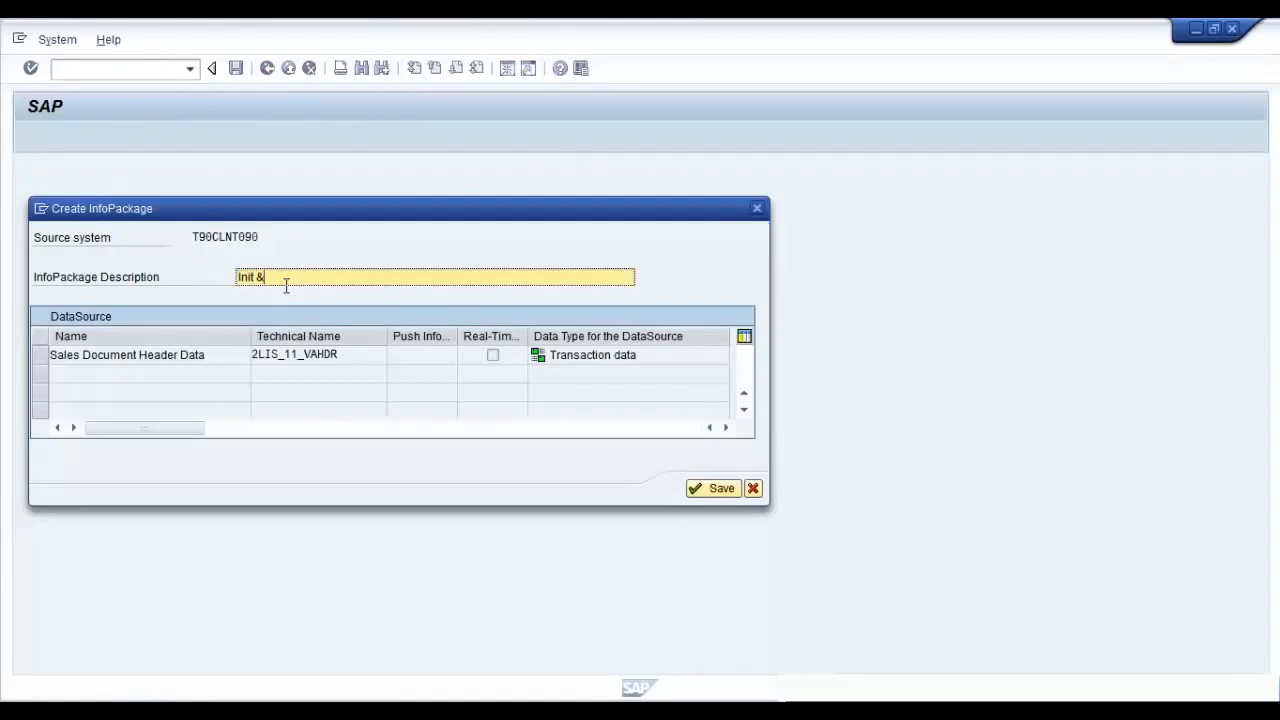 System Help
SAP
Create InfoPackage
Source system T90CLNT090
InfoPackage Description Init &
DataSource
Name Technical Name Push Info... Real-Tim... Data Type for the DataSource
Sales Document Header Data 2LIS_11_VAHDR Transaction data
Save
SAP